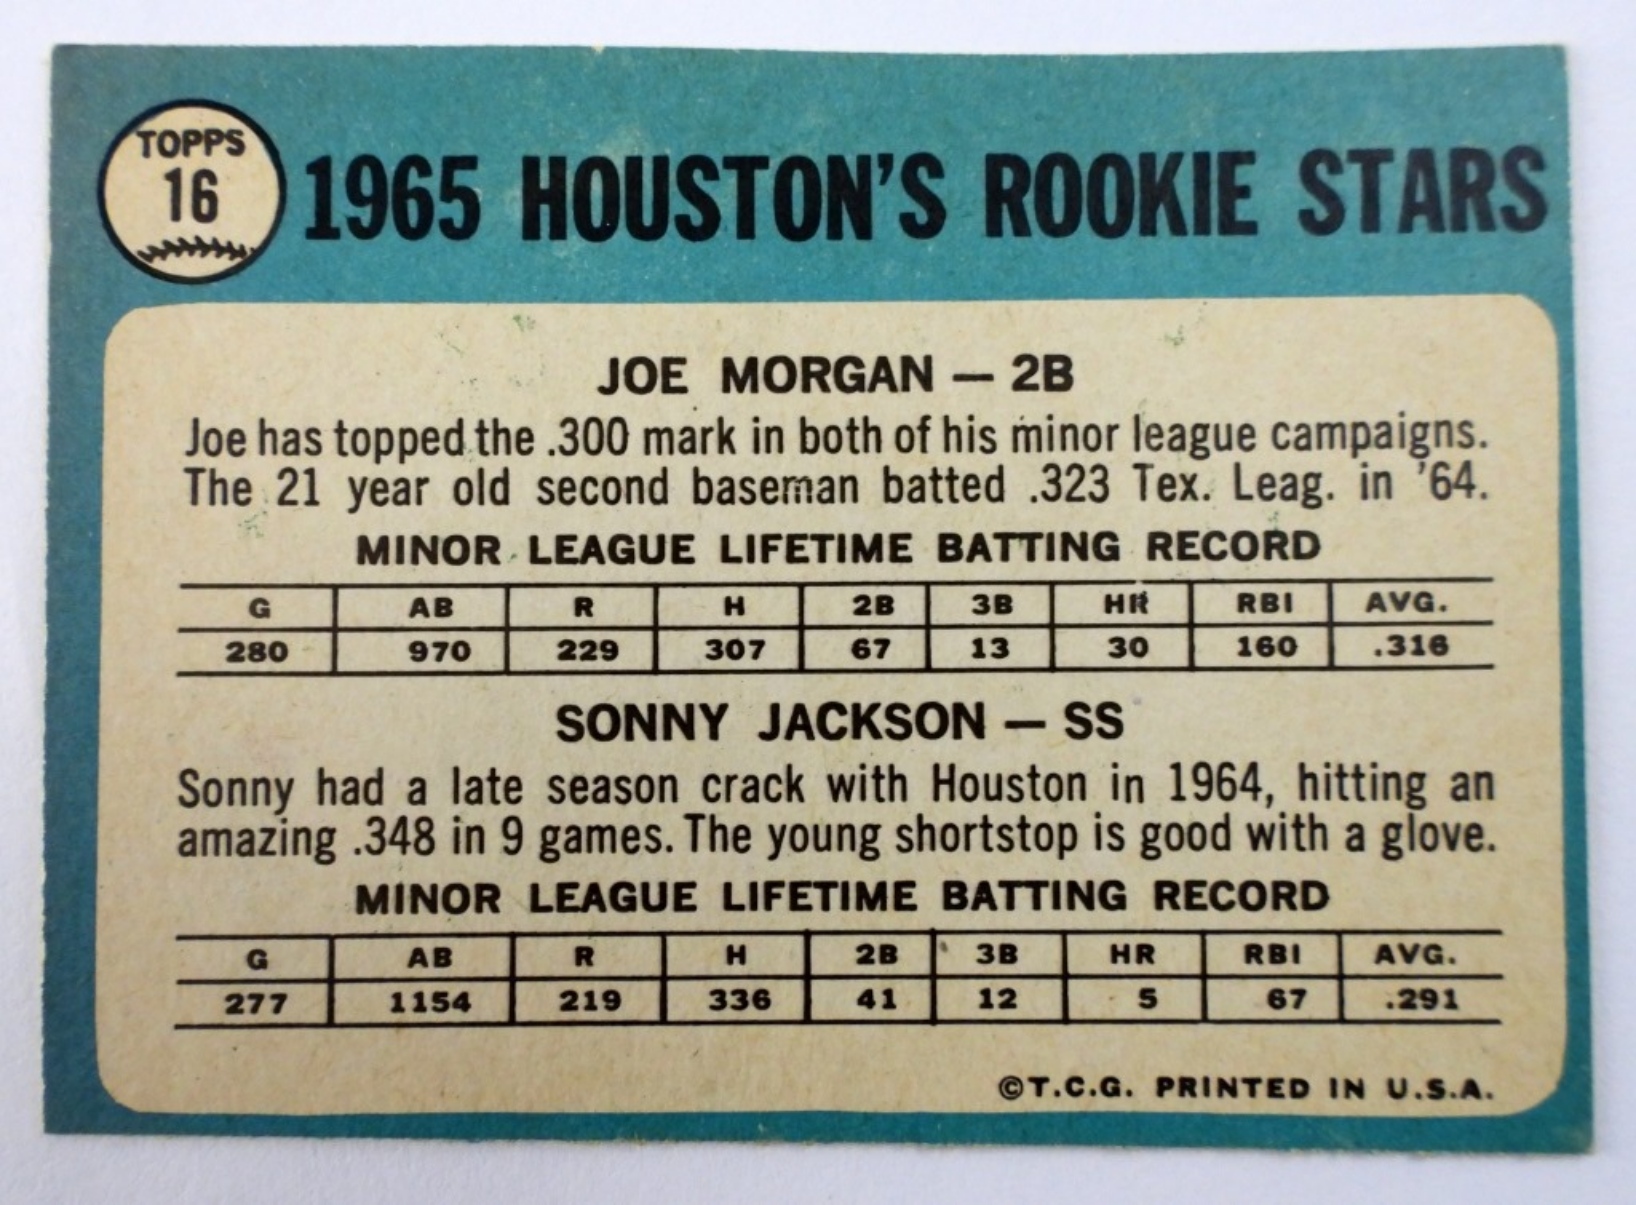 TOPPS
16
1965 HOUSTON'S ROOKIE STARS
JOE MORGAN — 2B
Joe has topped the .300 mark in both of his minor league campaigns.
The 21 year old second baseman batted .323 Tex. Leag. in '64.
MINOR LEAGUE LIFETIME BATTING RECORD
G AB R H 2B 3B HR RBI AVG.
280 970 229 307 67 13 30 160 .316
SONNY JACKSON — SS
Sonny had a late season crack with Houston in 1964, hitting an
amazing .348 in 9 games. The young shortstop is good with a glove.
MINOR LEAGUE LIFETIME BATTING RECORD
G AB R H 2B 3B HR RBI AVG.
277 1154 219 336 41 12 5 67 .291
©T.C.G. PRINTED IN U.S.A.